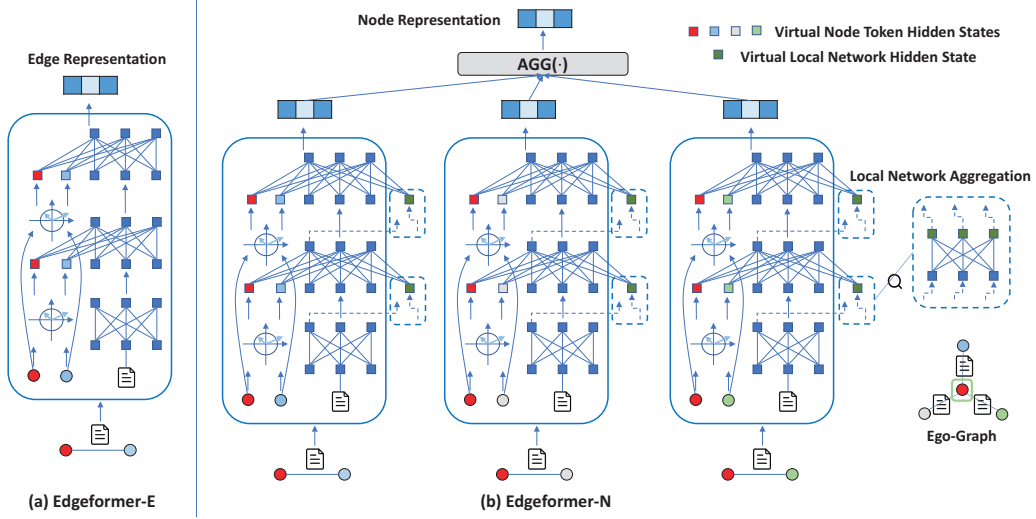 Node Representation
Virtual Node Token Hidden States
Virtual Local Network Hidden State
AGG(·)
Edge Representation
Local Network Aggregation
Ego-Graph
(a) Edgeformer-E
(b) Edgeformer-N